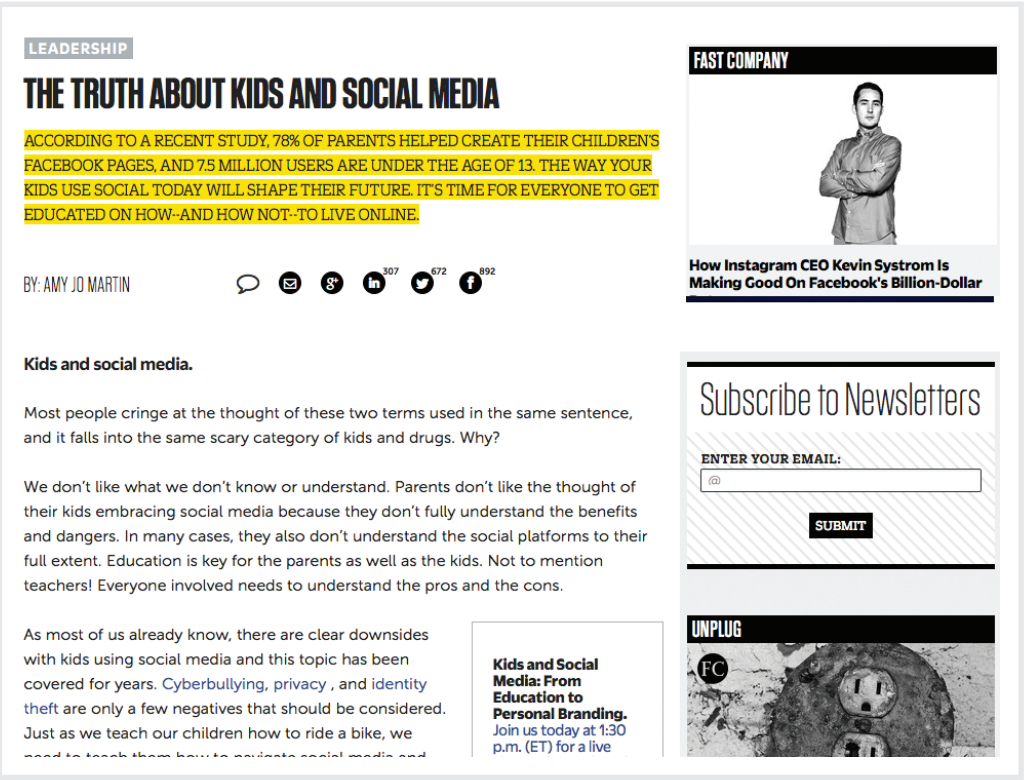 LEADERSHIP
THE TRUTH ABOUT KIDS AND SOCIAL MEDIA
ACCORDING TO A RECENT STUDY, 78% OF PARENTS HELPED CREATE THEIR CHILDREN'S
FACEBOOK PAGES, AND 7.5 MILLION USERS ARE UNDER THE AGE OF 13. THE WAY YOUR
KIDS USE SOCIAL TODAY WILL SHAPE THEIR FUTURE. IT'S TIME FOR EVERYONE TO GET
EDUCATED ON HOW--AND HOW NOT--TO LIVE ONLINE.
BY: AMY JO MARTIN
g+
in 307
672
f 892
Kids and social media.
Most people cringe at the thought of these two terms used in the same sentence,
and it falls into the same scary category of kids and drugs. Why?
We don't like what we don't know or understand. Parents don't like the thought of
their kids embracing social media because they don't fully understand the benefits
and dangers. In many cases, they also don't understand the social platforms to their
full extent. Education is key for the parents as well as the kids. Not to mention
teachers! Everyone involved needs to understand the pros and the cons.
As most of us already know, there are clear downsides
with kids using social media and this topic has been
covered for years. Cyberbullying, privacy , and identity
theft are only a few negatives that should be considered.
Just as we teach our children how to ride a bike, we
need to teach them how to navigate social media and
Kids and Social
Media: From
Education to
Personal Branding.
Join us today at 1:30
p.m. (ET) for a live
FAST COMPANY
How Instagram CEO Kevin Systrom Is
Making Good On Facebook's Billion-Dollar
Subscribe to Newsletters
ENTER YOUR EMAIL:
@
SUBMIT
UNPLUG
FC